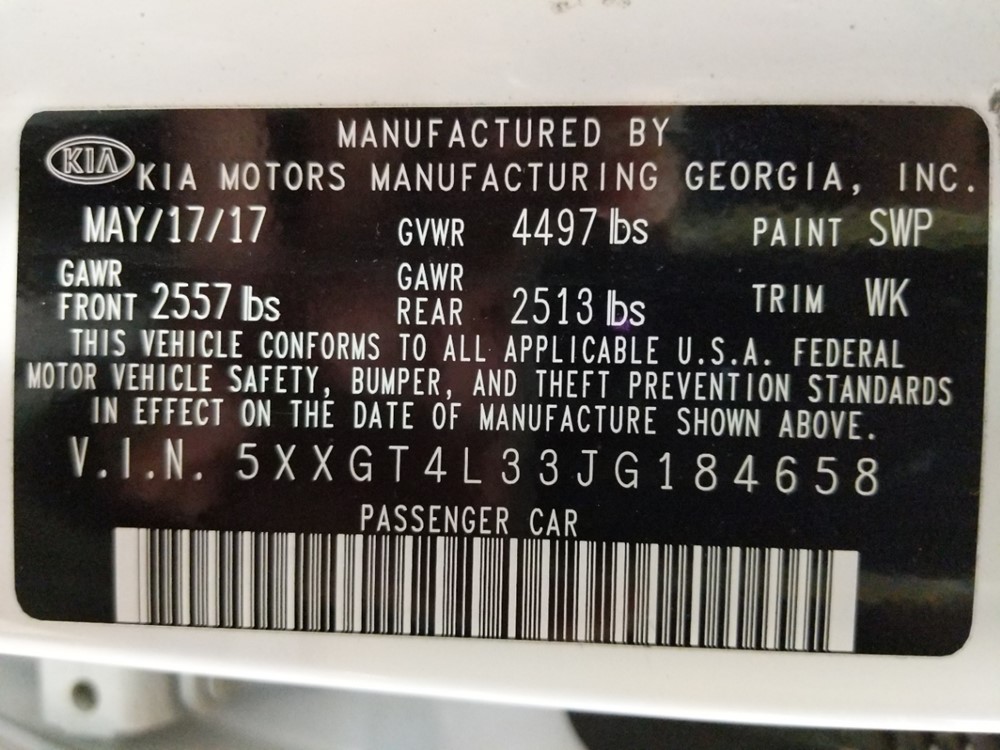 MANUFACTURED BY
KIA KIA MOTORS MANUFACTURING GEORGIA, INC.
MAY/17/17 GVWR 4497 lbs PAINT SWP
GAWR FRONT 2557 lbs GAWR REAR 2513 lbs TRIM WK
THIS VEHICLE CONFORMS TO ALL APPLICABLE U.S.A. FEDERAL
MOTOR VEHICLE SAFETY, BUMPER, AND THEFT PREVENTION STANDARDS
IN EFFECT ON THE DATE OF MANUFACTURE SHOWN ABOVE.
V.I.N. 5XXGT4L33JG184658
PASSENGER CAR